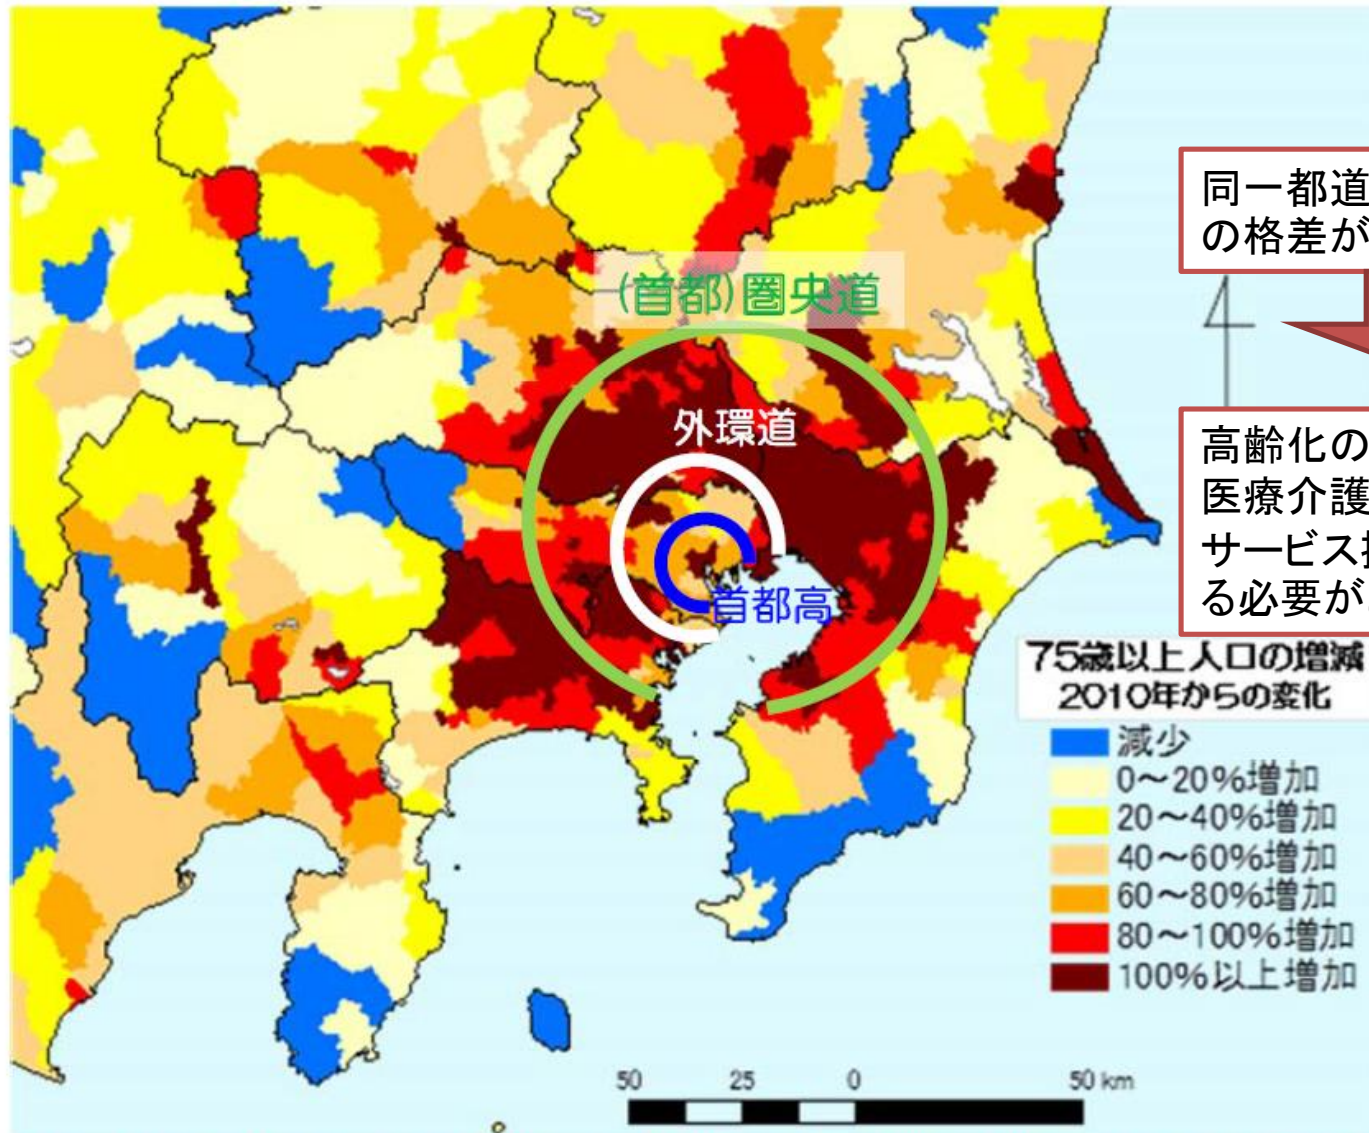 同一都道
の格差が
(首都)圏央道
外環道
首都高
高齢化の
医療介護
サービス
る必要が
75歳以上人口の増減
2010年からの変化
減少
0～20%増加
20～40%増加
40～60%増加
60～80%増加
80～100%増加
100%以上増加
50 25 0 50 km